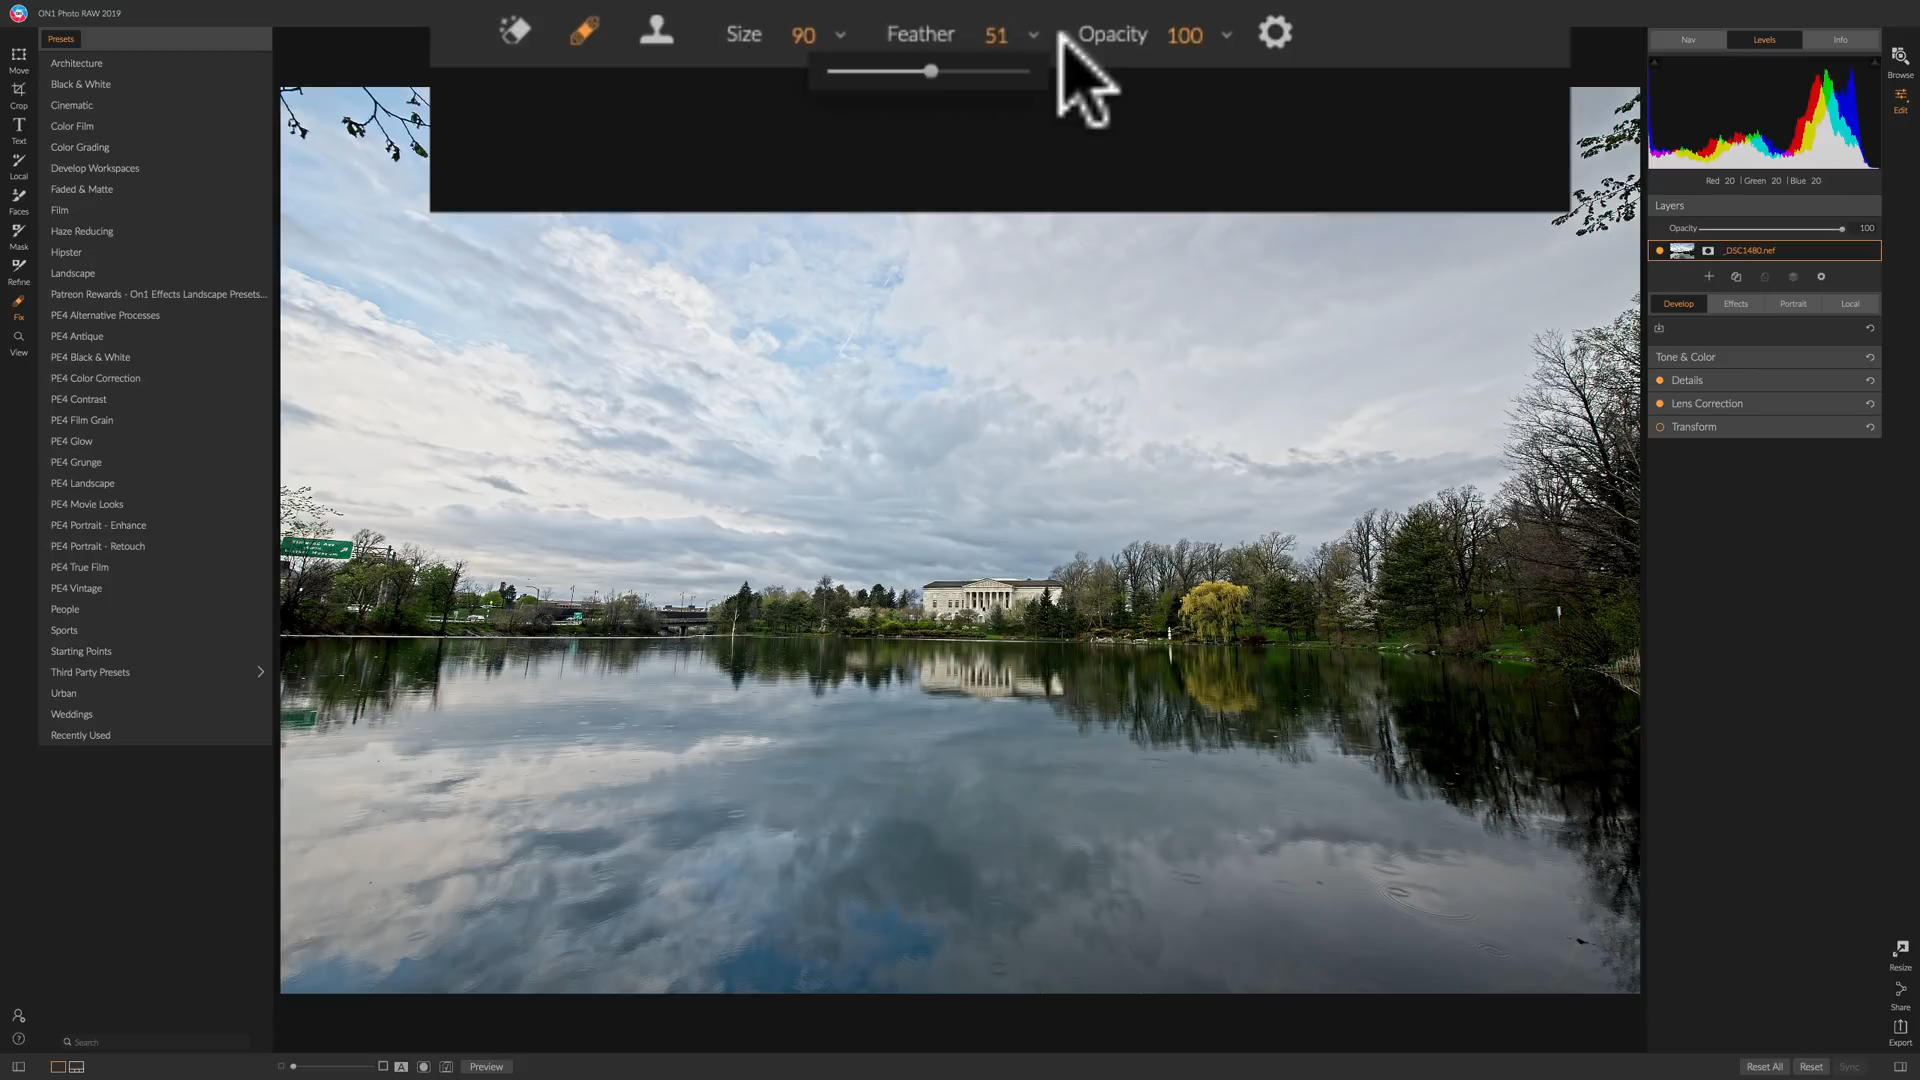 ON1 Photo RAW 2019
Size 90 Feather 51 Opacity 100
Presets
Architecture
Black & White
Cinematic
Color Film
Color Grading
Develop Workspaces
Faded & Matte
Film
Haze Reducing
Hipster
Landscape
Patreon Rewards - On1 Effects Landscape Presets...
PE4 Alternative Processes
PE4 Antique
PE4 Black & White
PE4 Color Correction
PE4 Contrast
PE4 Film Grain
PE4 Glow
PE4 Grunge
PE4 Landscape
PE4 Movie Looks
PE4 Portrait - Enhance
PE4 Portrait - Retouch
PE4 True Film
PE4 Vintage
People
Sports
Starting Points
Third Party Presets
Urban
Weddings
Recently Used
Search
Move
Crop
Text
Local
Faces
Mask
Refine
Fix
View
Nav Levels Info
Red 20 | Green 20 | Blue 20
Layers
Opacity 100
_DSC1480.nef
Develop Effects Portrait Local
Tone & Color
Details
Lens Correction
Transform
Browse
Edit
Resize
Share
Export
A
Preview
Reset All Reset Sync